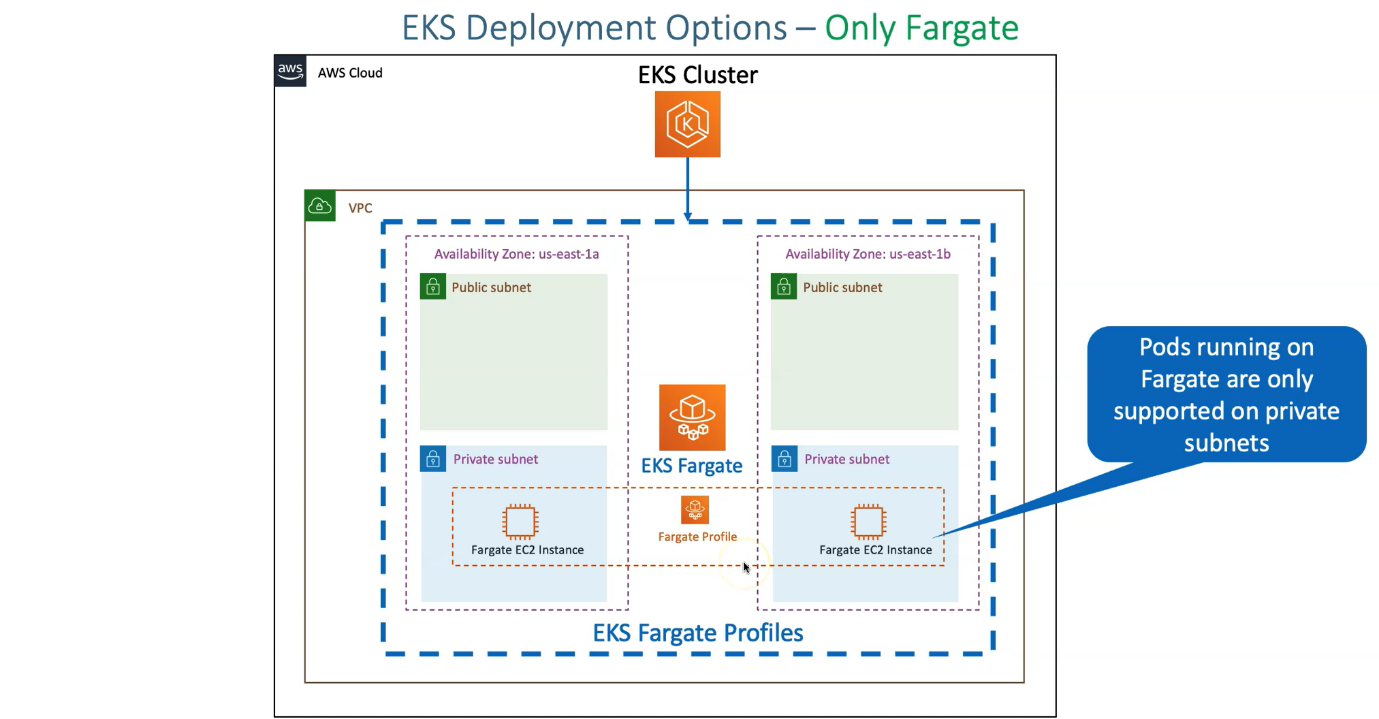 EKS Deployment Options – Only Fargate
aws
AWS Cloud
EKS Cluster
K
VPC
Availability Zone: us-east-1a
Availability Zone: us-east-1b
Public subnet
Public subnet
Pods running on
Fargate are only
supported on private
subnets
EKS Fargate
Private subnet
Private subnet
Fargate Profile
Fargate EC2 Instance
Fargate EC2 Instance
EKS Fargate Profiles